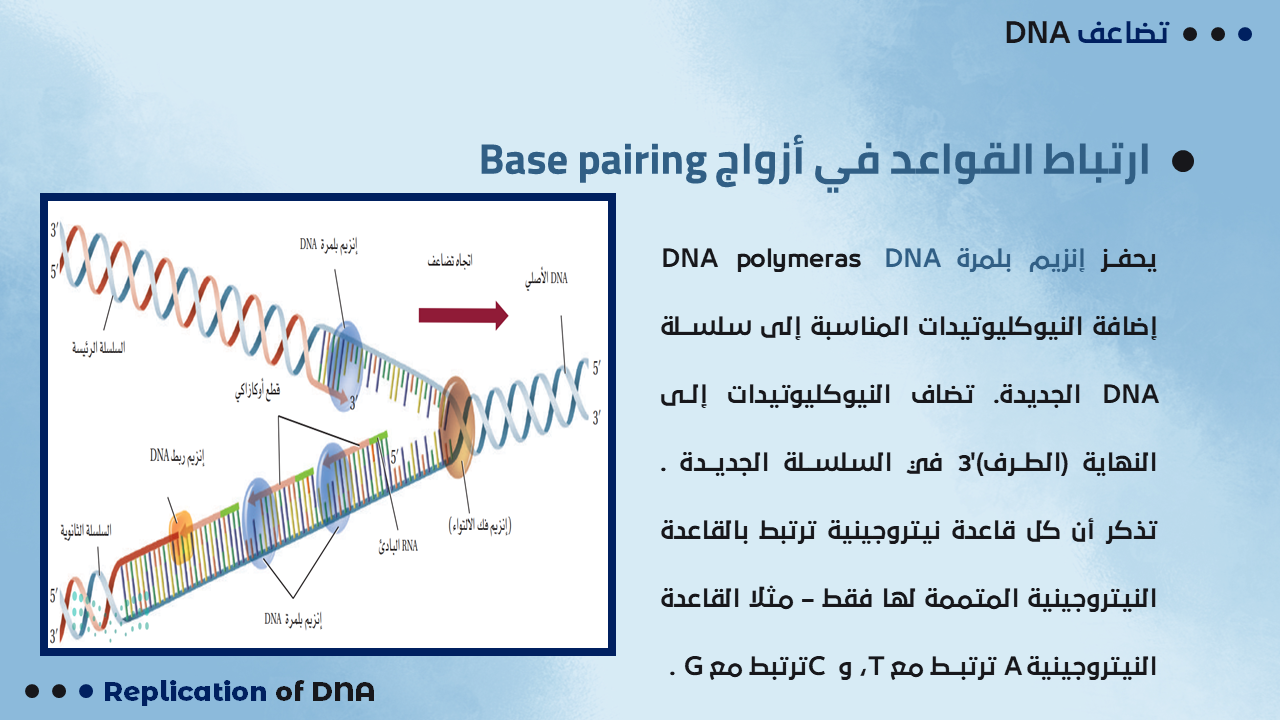 تضاعف DNA
ارتباط القواعد في أزواج Base pairing
يحفز إنزيم بلمرة DNA DNA polymeras
إضافة النيوكليوتيدات المناسبة إلى سلسلة
DNA الجديدة. تضاف النيوكليوتيدات إلى
النهاية (الطرف)'3 في السلسلة الجديدة .
تذكر أن كل قاعدة نيتروجينية ترتبط بالقاعدة
النيتروجينية المتممة لها فقط – مثلا القاعدة
النيتروجينية A ترتبط مع T، و Cترتبط مع G .
3′
5′
إنزيم بلمرة DNA
اتجاه تضاعف
DNA الأصلي
السلسلة الرئيسة
قطع أوكازاكي
3′
5′
3′
إنزيم ربط DNA
5′
السلسلة الثانوية
(إنزيم فك الالتواء)
RNA البادئ
إنزيم بلمرة DNA
5′
3′
Replication of DNA